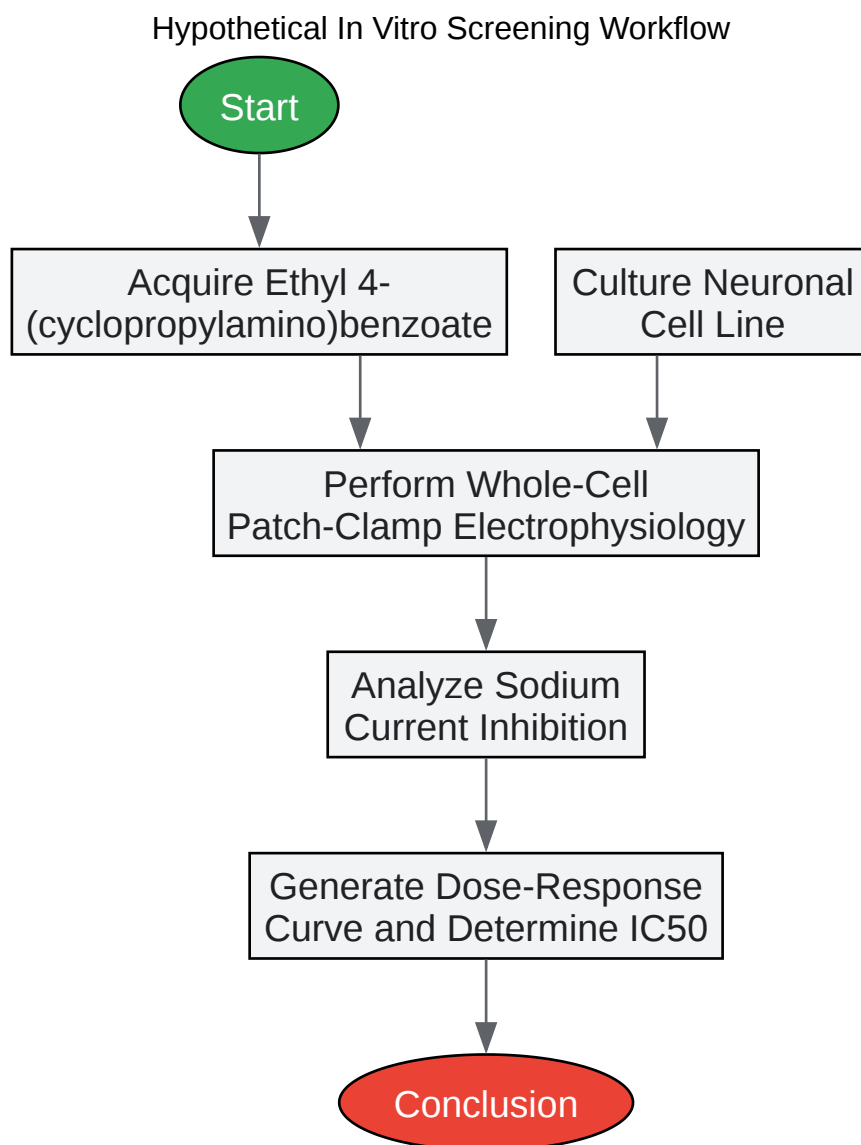 Hypothetical In Vitro Screening Workflow
Start
Acquire Ethyl 4-
(cyclopropylamino)benzoate
Culture Neuronal
Cell Line
Perform Whole-Cell
Patch-Clamp Electrophysiology
Analyze Sodium
Current Inhibition
Generate Dose-Response
Curve and Determine IC50
Conclusion